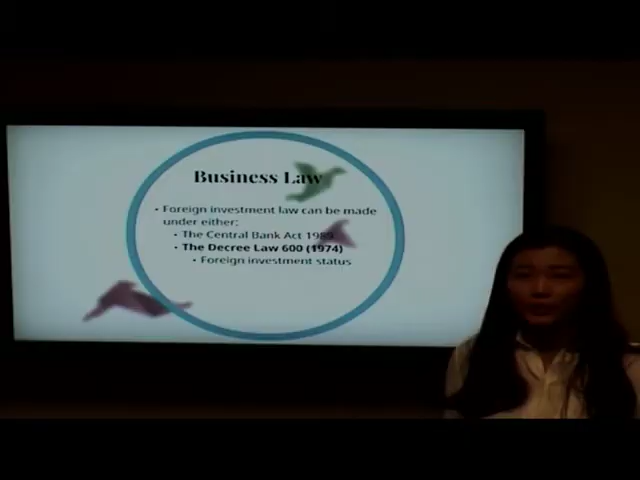 Business Law
• Foreign investment law can be made
under either:
• The Central Bank Act 1989
• The Decree Law 600 (1974)
• Foreign investment status